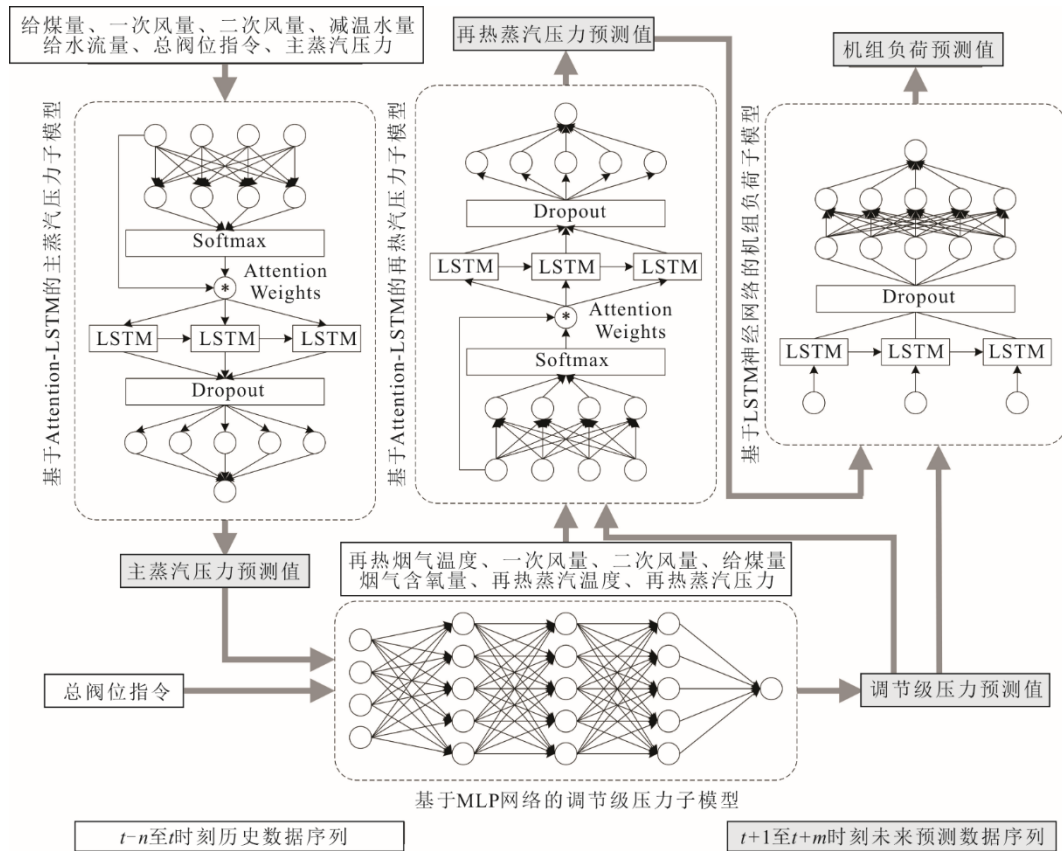 给煤量、一次风量、二次风量、减温水量
给水流量、总阀位指令、主蒸汽压力
基于Attention-LSTM的主蒸汽压力子模型
Softmax
*
Attention
Weights
LSTM
LSTM
LSTM
Dropout
主蒸汽压力预测值
再热蒸汽压力预测值
基于Attention-LSTM的再热汽压力子模型
Dropout
LSTM
LSTM
LSTM
*
Attention
Weights
Softmax
再热烟气温度、一次风量、二次风量、给煤量
烟气含氧量、再热蒸汽温度、再热蒸汽压力
机组负荷预测值
基于LSTM神经网络的机组负荷子模型
Dropout
LSTM
LSTM
LSTM
总阀位指令
调节级压力预测值
基于MLP网络的调节级压力子模型
t-n至t时刻历史数据序列
t+1至t+m时刻未来预测数据序列